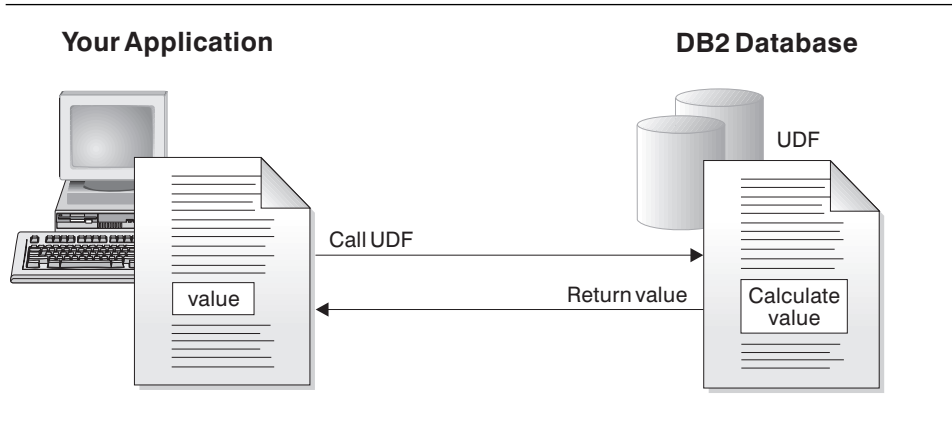 Your Application
DB2 Database
UDF
Call UDF
Return value
value
Calculate
value